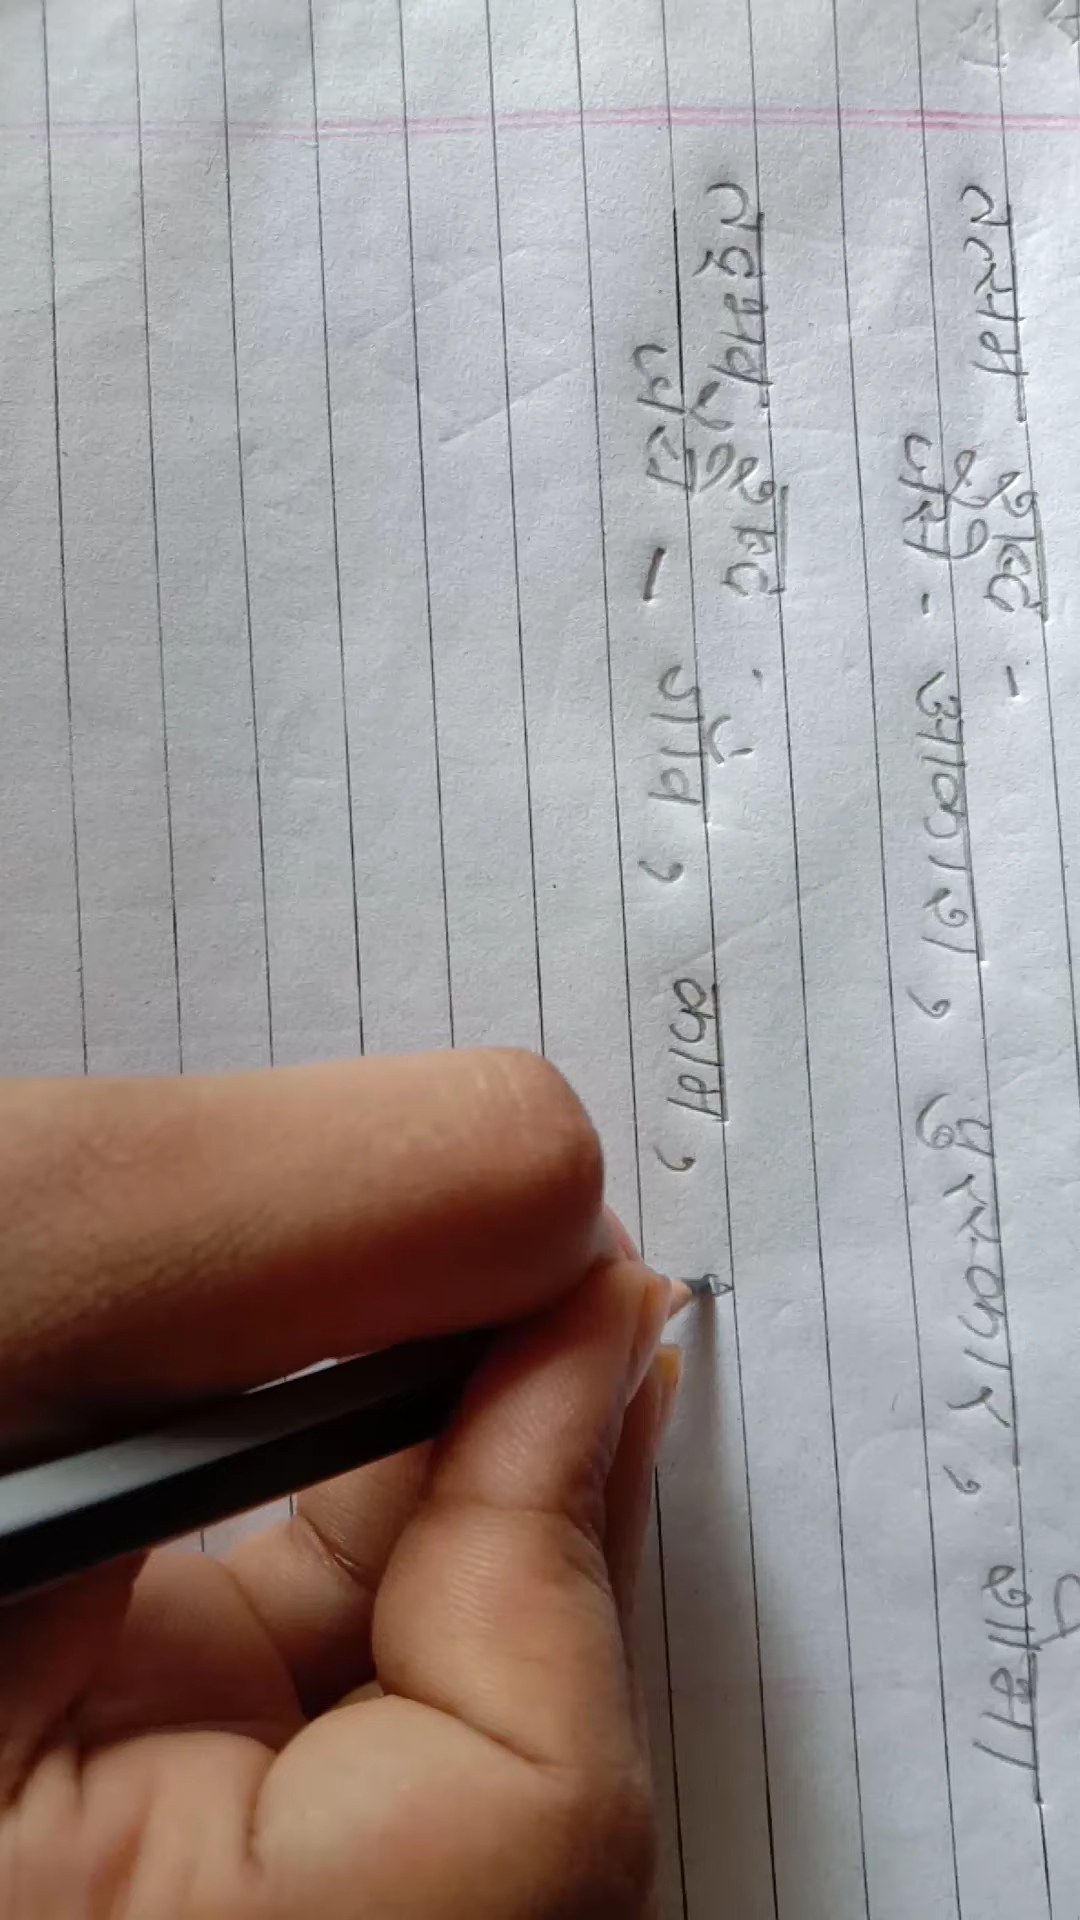 तत्सम शब्द -
जैसे - आकाश, पुरस्कार, शोभा
तद्भव शब्द
जैसे - गाँव, काम,